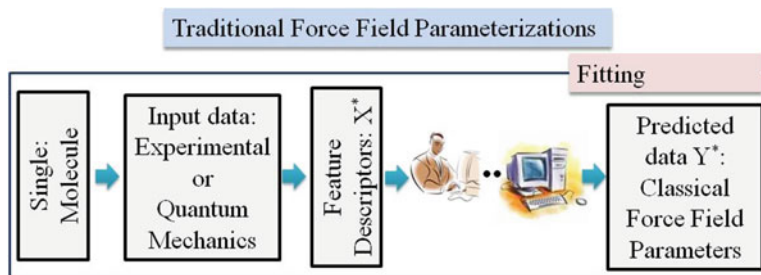 Traditional Force Field Parameterizations
Fitting
Single:
Molecule
Input data:
Experimental
or
Quantum
Mechanics
Feature
Descriptors: X*
Predicted
data Y*:
Classical
Force Field
Parameters